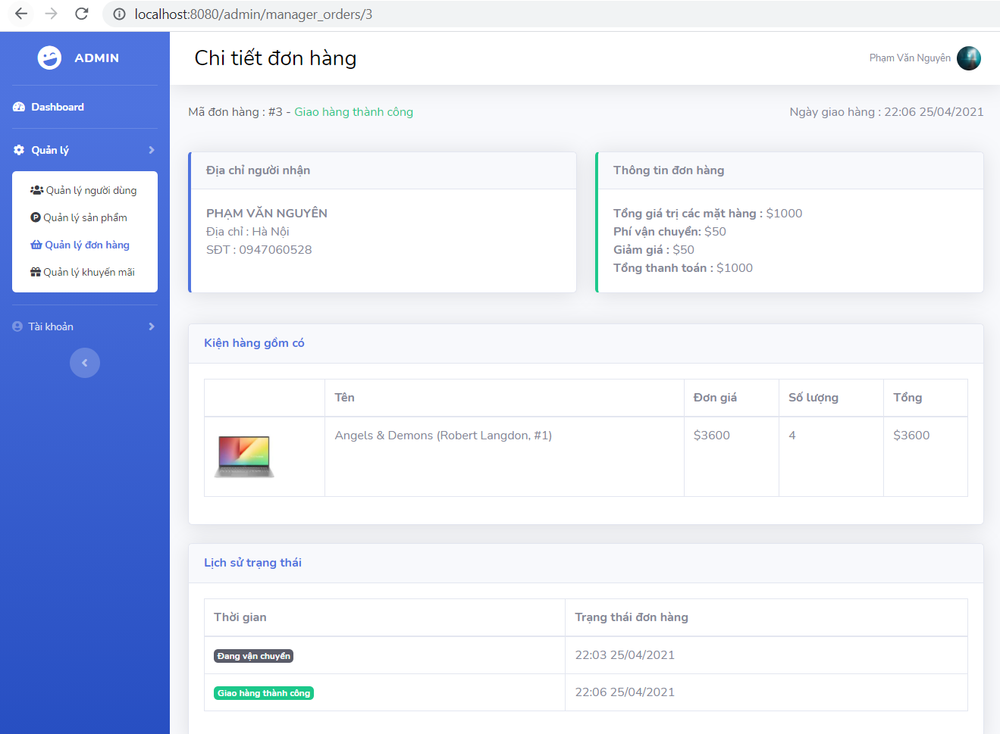 localhost:8080/admin/manager_orders/3
ADMIN
Chi tiết đơn hàng
Phạm Văn Nguyên
Dashboard
Quản lý
Quản lý người dùng
Quản lý sản phẩm
Quản lý đơn hàng
Quản lý khuyến mãi
Tài khoản
Mã đơn hàng : #3 - Giao hàng thành công
Ngày giao hàng : 22:06 25/04/2021
Địa chỉ người nhận
PHẠM VĂN NGUYÊN
Địa chỉ : Hà Nội
SĐT : 0947060528
Thông tin đơn hàng
Tổng giá trị các mặt hàng : $1000
Phí vận chuyển: $50
Giảm giá : $50
Tổng thanh toán : $1000
Kiện hàng gồm có
Tên Đơn giá Số lượng Tổng
Angels & Demons (Robert Langdon, #1) $3600 4 $3600
Lịch sử trạng thái
Thời gian Trạng thái đơn hàng
Đang vận chuyển 22:03 25/04/2021
Giao hàng thành công 22:06 25/04/2021